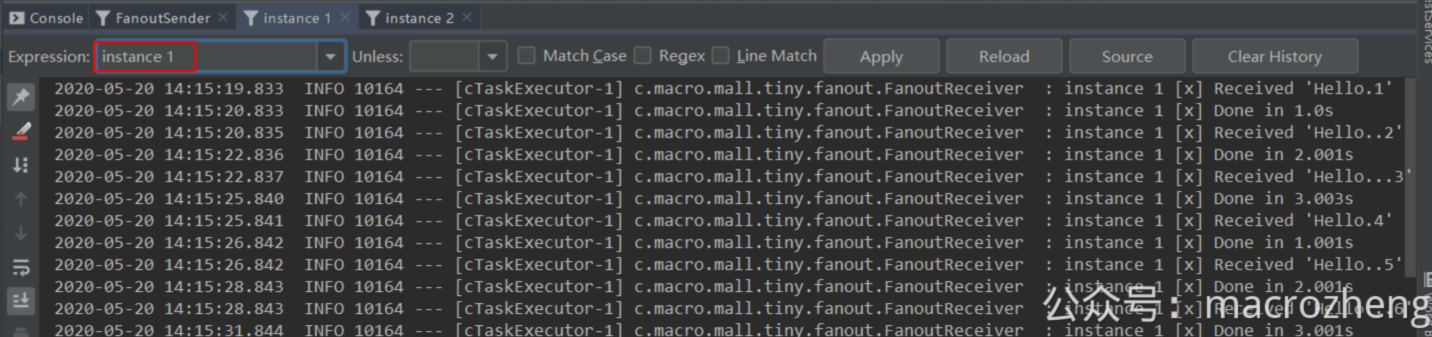 Console FanoutSender instance 1 instance 2
Expression: instance 1 Unless: Match Case Regex Line Match Apply Reload Source Clear History
2020-05-20 14:15:19.833 INFO 10164 --- [cTaskExecutor-1] c.macro.mall.tiny.fanout.FanoutReceiver : instance 1 [x] Received 'Hello.1'
2020-05-20 14:15:20.833 INFO 10164 --- [cTaskExecutor-1] c.macro.mall.tiny.fanout.FanoutReceiver : instance 1 [x] Done in 1.0s
2020-05-20 14:15:20.835 INFO 10164 --- [cTaskExecutor-1] c.macro.mall.tiny.fanout.FanoutReceiver : instance 1 [x] Received 'Hello..2'
2020-05-20 14:15:22.836 INFO 10164 --- [cTaskExecutor-1] c.macro.mall.tiny.fanout.FanoutReceiver : instance 1 [x] Done in 2.001s
2020-05-20 14:15:22.837 INFO 10164 --- [cTaskExecutor-1] c.macro.mall.tiny.fanout.FanoutReceiver : instance 1 [x] Received 'Hello...3'
2020-05-20 14:15:25.840 INFO 10164 --- [cTaskExecutor-1] c.macro.mall.tiny.fanout.FanoutReceiver : instance 1 [x] Done in 3.003s
2020-05-20 14:15:25.841 INFO 10164 --- [cTaskExecutor-1] c.macro.mall.tiny.fanout.FanoutReceiver : instance 1 [x] Received 'Hello.4'
2020-05-20 14:15:26.842 INFO 10164 --- [cTaskExecutor-1] c.macro.mall.tiny.fanout.FanoutReceiver : instance 1 [x] Done in 1.001s
2020-05-20 14:15:26.842 INFO 10164 --- [cTaskExecutor-1] c.macro.mall.tiny.fanout.FanoutReceiver : instance 1 [x] Received 'Hello..5'
2020-05-20 14:15:28.843 INFO 10164 --- [cTaskExecutor-1] c.macro.mall.tiny.fanout.FanoutReceiver : instance 1 [x] Done in 2.001s
2020-05-20 14:15:28.843 INFO 10164 --- [cTaskExecutor-1] c.macro.mall.tiny.fanout.FanoutReceiver :
2020-05-20 14:15:31.844 INFO 10164 --- [cTaskExecutor-1] c.macro.mall.tiny.fanout.FanoutReceiver : instance 1 [x] Done in 3.001s
公众号：macrozheng